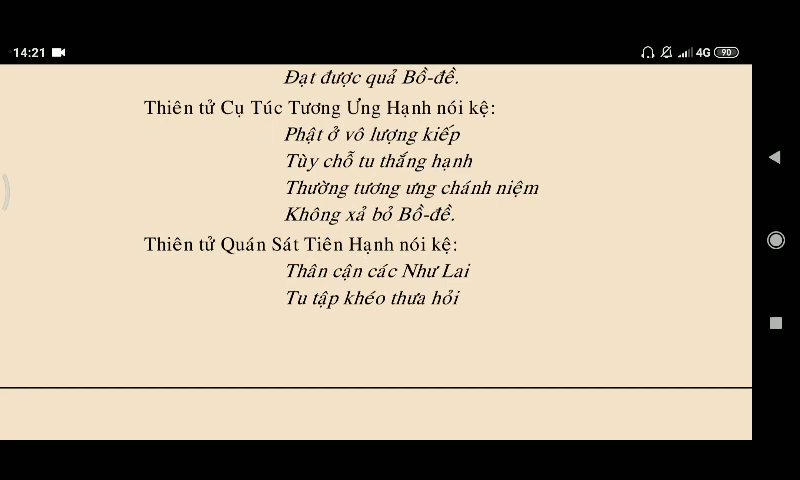 14:21
4G 90
Đạt được quả Bồ-đề.
Thiên tử Cụ Túc Tương Ưng Hạnh nói kệ:
Phật ở vô lượng kiếp
Tùy chỗ tu thắng hạnh
Thường tương ưng chánh niệm
Không xả bỏ Bồ-đề.
Thiên tử Quán Sát Tiên Hạnh nói kệ:
Thân cận các Như Lai
Tu tập khéo thưa hỏi